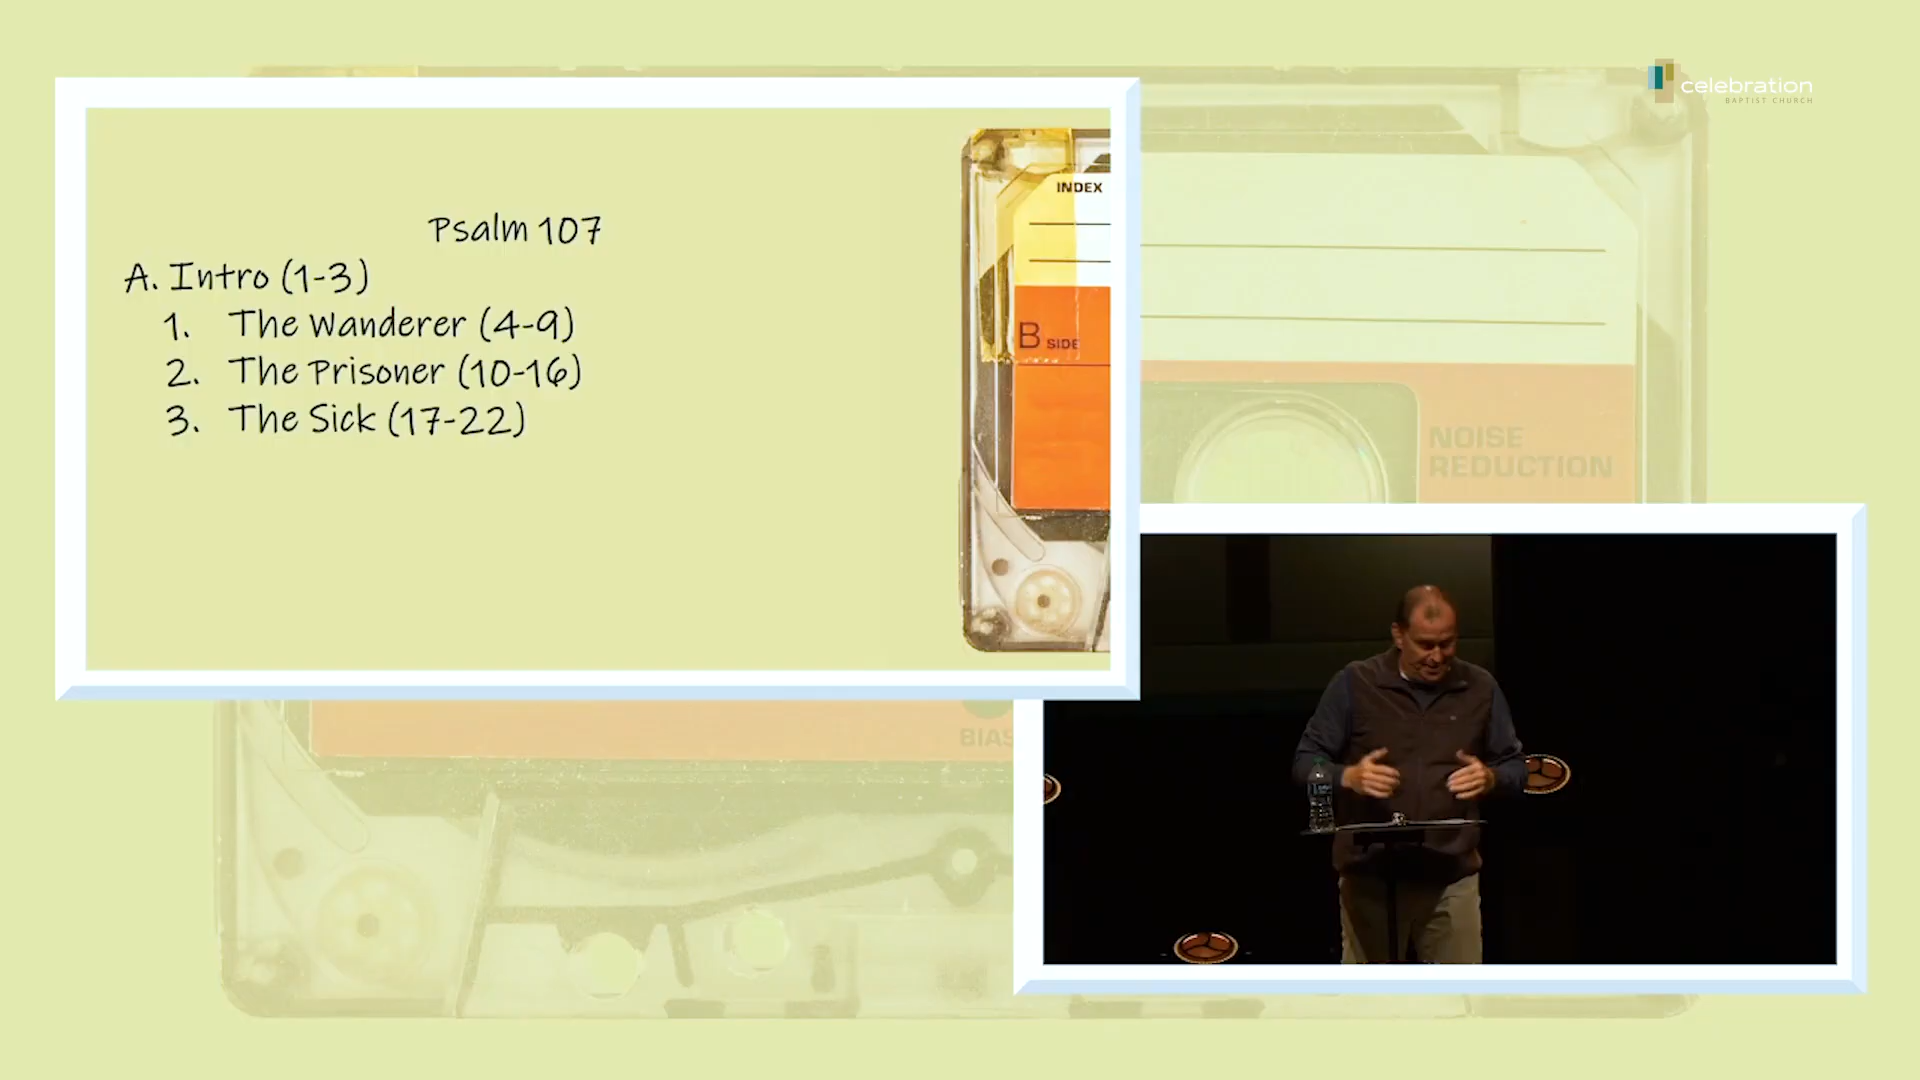 celebration
BAPTIST CHURCH
INDEX
Psalm 107
A. Intro (1-3)
1. The Wanderer (4-9)
B SIDE
2. The Prisoner (10-16)
3. The Sick (17-22)
NOISE
REDUCTION
BIAS